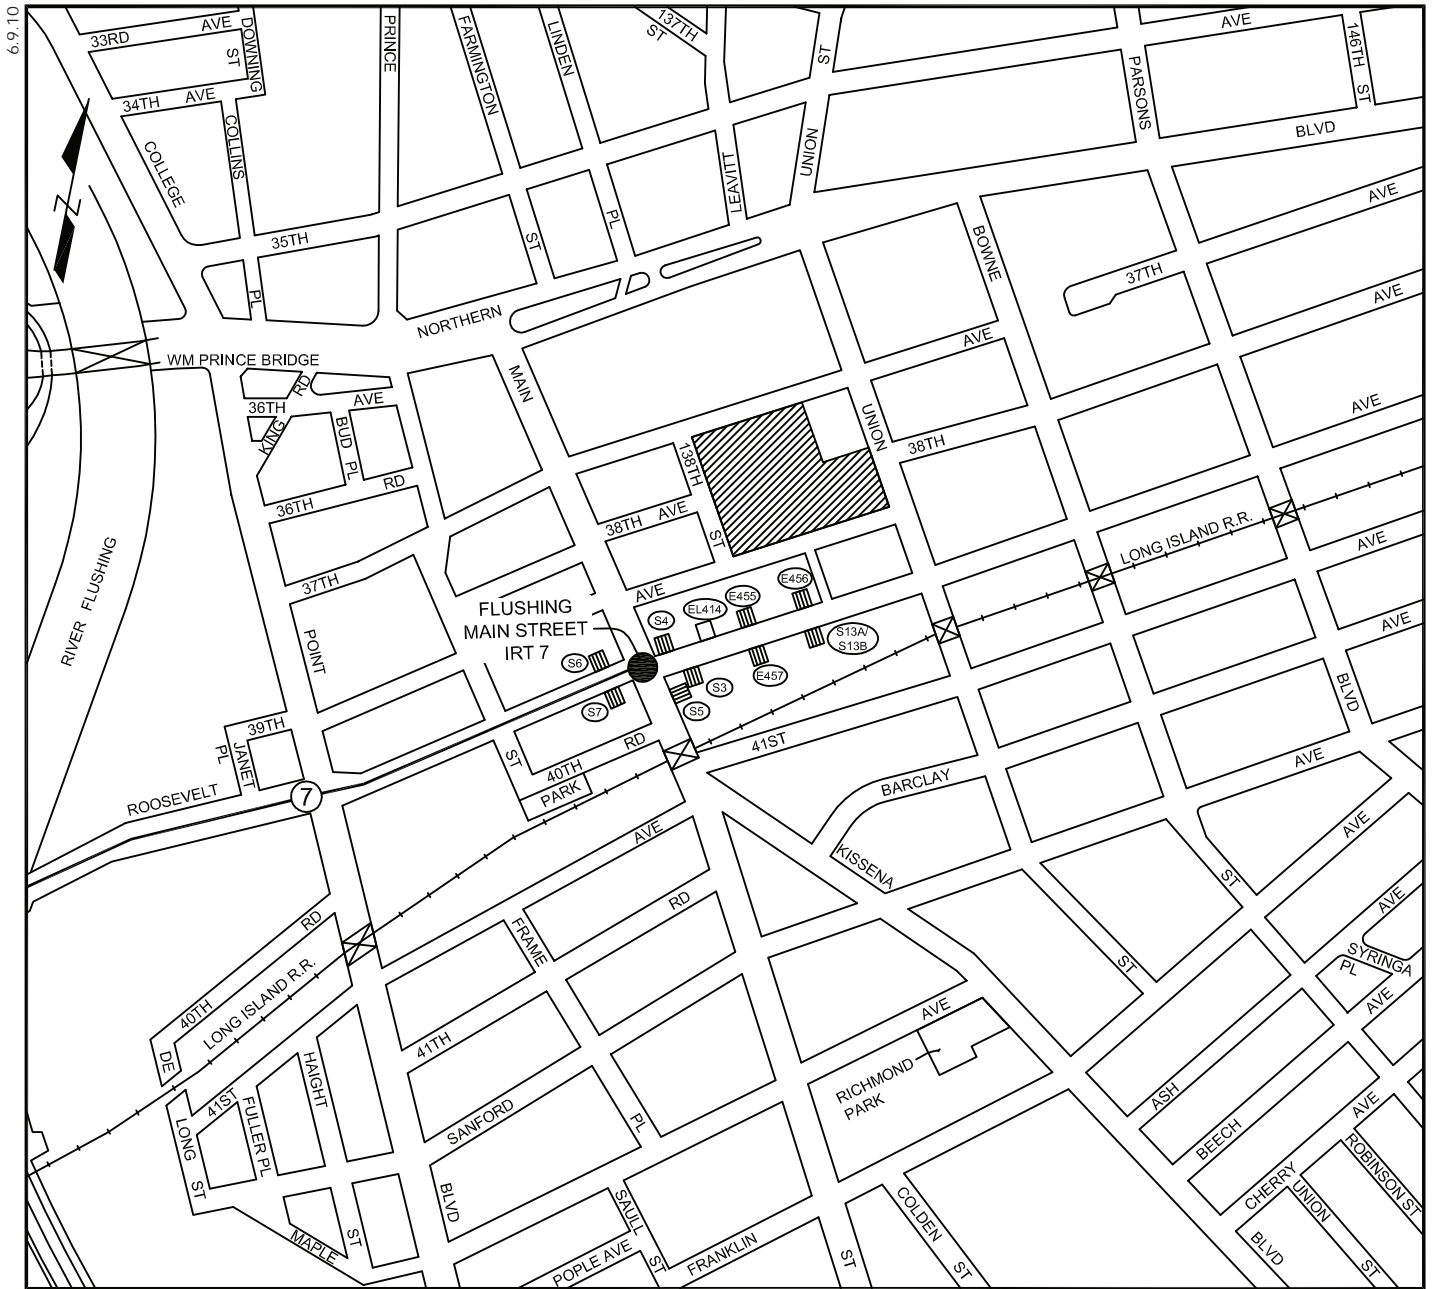 6.9.10
33RD AVE
DOWNING ST
PRINCE
FARMINGTON
LINDEN
137TH ST
ST
AVE
PARSONS
146TH ST
34TH AVE
COLLINS
COLLEGE
LEAVITT
UNION
BLVD
AVE
35TH
ST
PL
BOWNE
37TH
AVE
PL
NORTHERN
WM PRINCE BRIDGE
RD
36TH AVE
KING
BUD PL
MAIN
AVE
UNION
AVE
138TH
38TH
36TH RD
38TH AVE
ST
LONG ISLAND R.R.
AVE
RIVER FLUSHING
37TH
AVE
FLUSHING
MAIN STREET
IRT 7
S4
EL414
E455
E456
S13A/
S13B
AVE
POINT
S6
S7
S3
S5
E457
BLVD
39TH
PL
JANET
ST
40TH RD
PARK
41ST
AVE
ROOSEVELT
7
BARCLAY
AVE
AVE
KISSENA
ST
RD
RD
AVE
FRAME
ST
SYRINGA
PL
AVE
40TH
LONG ISLAND R.R.
DE
41TH
AVE
RICHMOND
PARK
HAIGHT
41ST
FULLER PL
LONG
ST
SANFORD
PL
ASH
BEECH
AVE
ROBINSON ST
CHERRY
UNION
BLVD
ST
MAPLE
ST
BLVD
SAULL
ST
POPLE AVE
FRANKLIN
ST
COLDEN
ST